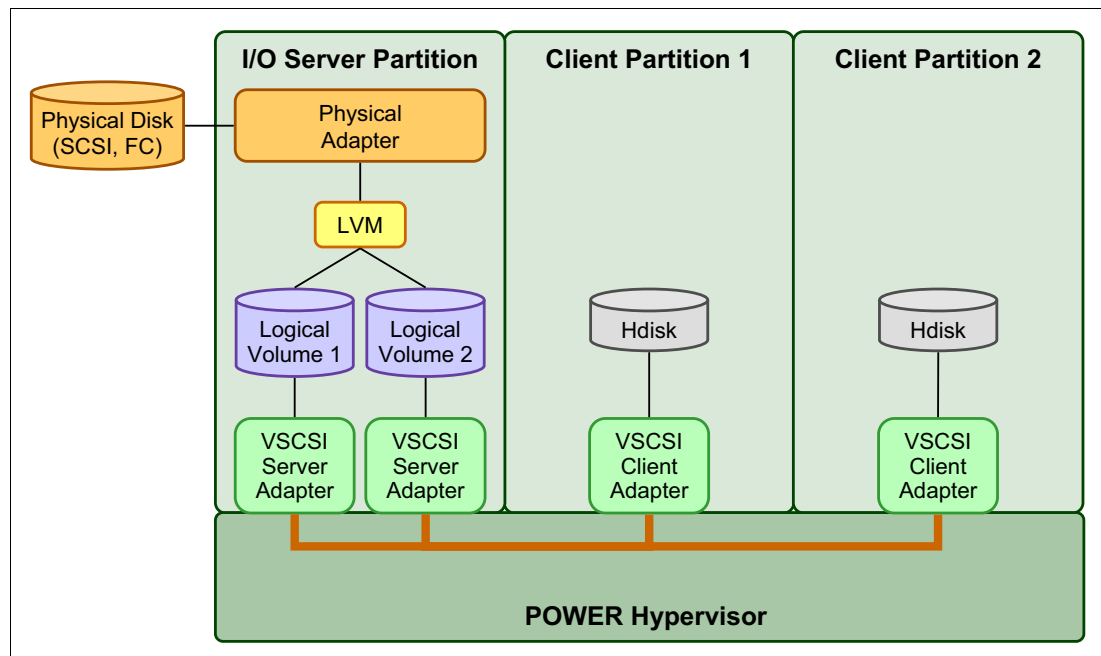 I/O Server Partition
Client Partition 1
Client Partition 2
Physical Disk
(SCSI, FC)
Physical
Adapter
LVM
Logical
Volume 1
Logical
Volume 2
Hdisk
Hdisk
VSCSI
Server
Adapter
VSCSI
Server
Adapter
VSCSI
Client
Adapter
VSCSI
Client
Adapter
POWER Hypervisor